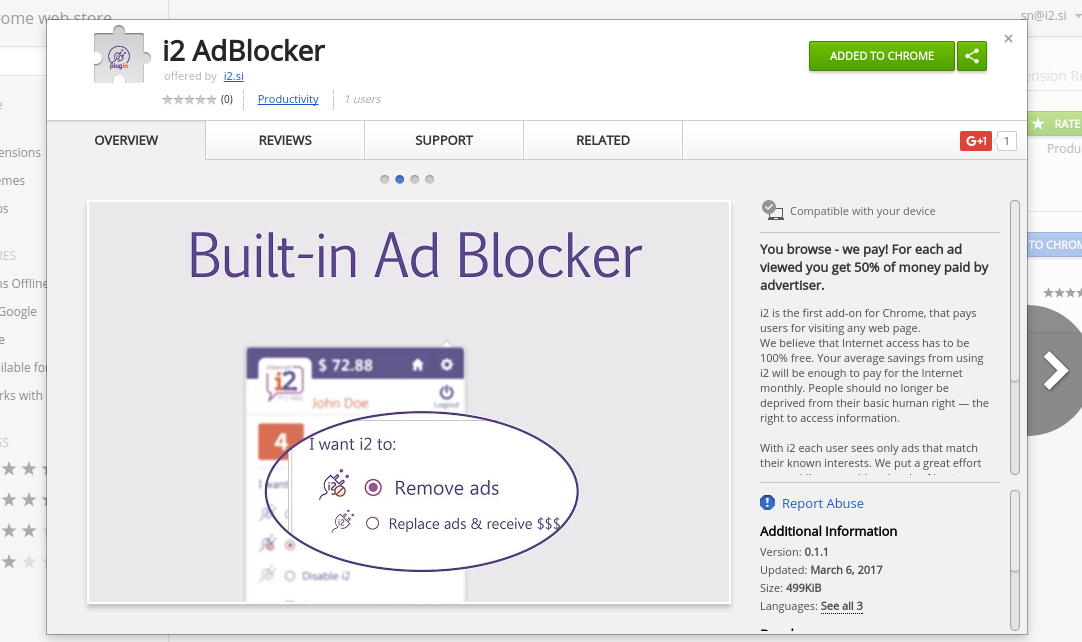 ome web store
sn@i2.si
plugin
i2 AdBlocker
offered by i2.si
(0)
Productivity
1 users
ADDED TO CHROME
OVERVIEW
REVIEWS
SUPPORT
RELATED
G+1
1
Built-in Ad Blocker
$ 72.88
i2
John Doe
Logout
4
I want i2 to:
Remove ads
Replace ads & receive $$$
Disable i2
Compatible with your device
You browse - we pay! For each ad
viewed you get 50% of money paid by
advertiser.
i2 is the first add-on for Chrome, that pays
users for visiting any web page.
We believe that Internet access has to be
100% free. Your average savings from using
i2 will be enough to pay for the Internet
monthly. People should no longer be
deprived from their basic human right — the
right to access information.
With i2 each user sees only ads that match
their known interests. We put a great effort
Report Abuse
Additional Information
Version: 0.1.1
Updated: March 6, 2017
Size: 499KiB
Languages: See all 3
ensions
emes
ps
RES
ns Offline
Google
e
ailable for
rks with
GS
ension Re
RATE
Produ
TO CHROM